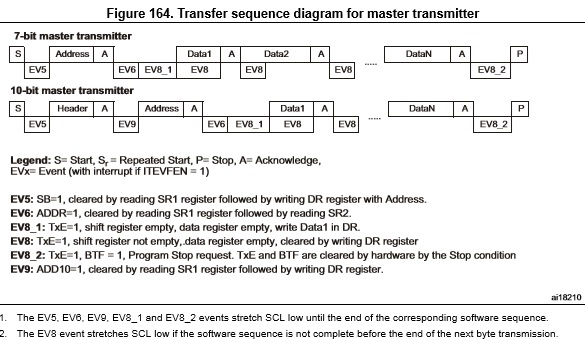 Figure 164. Transfer sequence diagram for master transmitter
7-bit master transmitter
S Address A Data1 A Data2 A ..... DataN A P
EV5 EV6 EV8_1 EV8 EV8 EV8 EV8_2
10-bit master transmitter
S Header A Address A Data1 A ..... DataN A P
EV5 EV9 EV6 EV8_1 EV8 EV8 EV8_2
Legend: S= Start, Sr = Repeated Start, P= Stop, A= Acknowledge,
EVx= Event (with interrupt if ITEVFEN = 1)
EV5: SB=1, cleared by reading SR1 register followed by writing DR register with Address.
EV6: ADDR=1, cleared by reading SR1 register followed by reading SR2.
EV8_1: TxE=1, shift register empty, data register empty, write Data1 in DR.
EV8: TxE=1, shift register not empty,.data register empty, cleared by writing DR register
EV8_2: TxE=1, BTF = 1, Program Stop request. TxE and BTF are cleared by hardware by the Stop condition
EV9: ADD10=1, cleared by reading SR1 register followed by writing DR register.
ai18210
1. The EV5, EV6, EV9, EV8_1 and EV8_2 events stretch SCL low until the end of the corresponding software sequence.
2. The EV8 event stretches SCL low if the software sequence is not complete before the end of the next byte transmission.